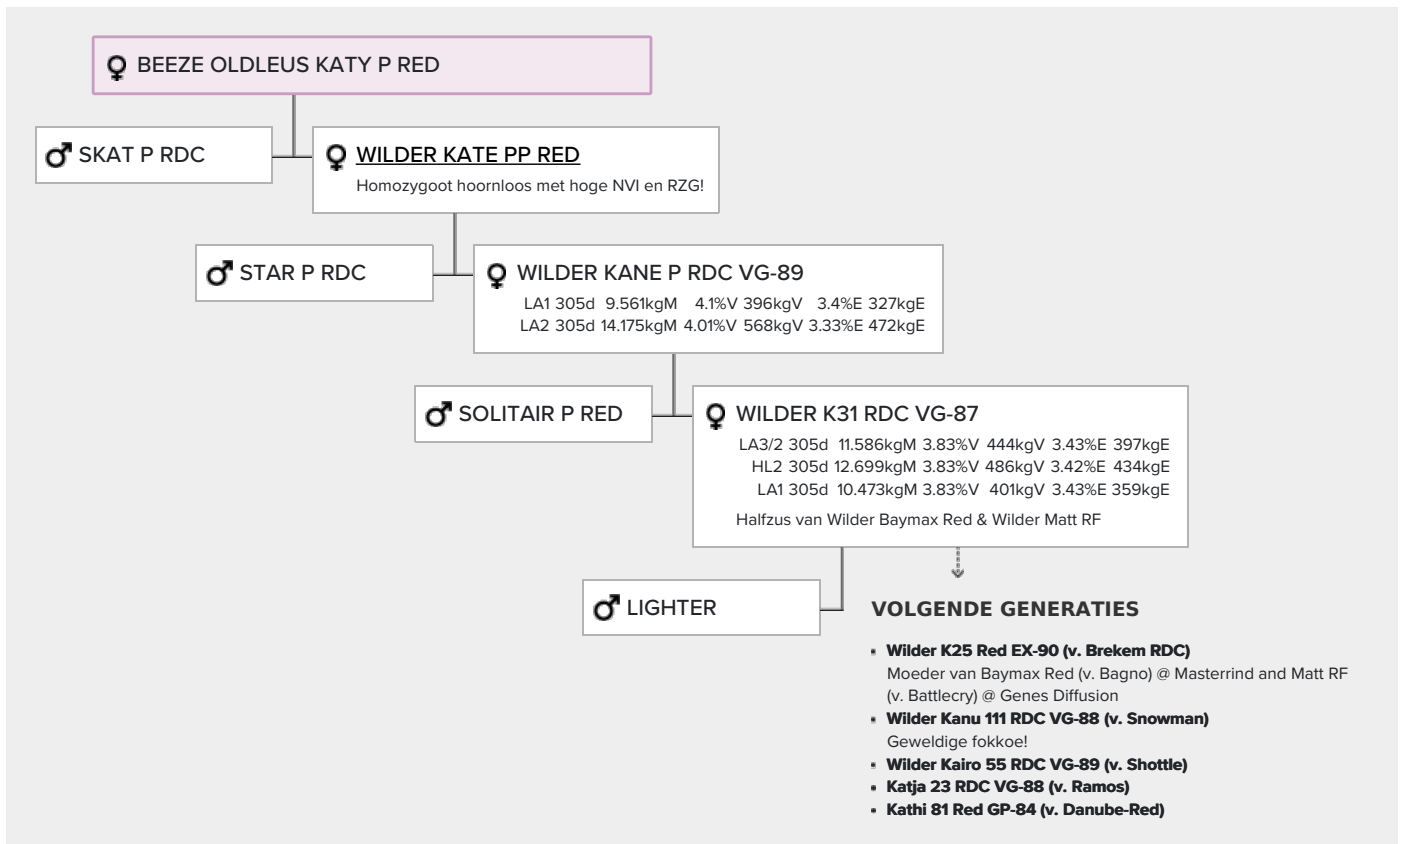 BEEZE OLDLEUS KATY P RED
SKAT P RDC
WILDER KATE PP RED
Homozygoot hoornloos met hoge NVI en RZG!
STAR P RDC
WILDER KANE P RDC VG-89
LA1 305d 9.561kgM 4.1%V 396kgV 3.4%E 327kgE
LA2 305d 14.175kgM 4.01%V 568kgV 3.33%E 472kgE
SOLITAIR P RED
WILDER K31 RDC VG-87
LA3/2 305d 11.586kgM 3.83%V 444kgV 3.43%E 397kgE
HL2 305d 12.699kgM 3.83%V 486kgV 3.42%E 434kgE
LA1 305d 10.473kgM 3.83%V 401kgV 3.43%E 359kgE
Halfzus van Wilder Baymax Red & Wilder Matt RF
LIGHTER
VOLGENDE GENERATIES
Wilder K25 Red EX-90 (v. Brekem RDC)
Moeder van Baymax Red (v. Bagno) @ Masterrind and Matt RF
(v. Battlecry) @ Genes Diffusion
Wilder Kanu 111 RDC VG-88 (v. Snowman)
Geweldige fokkoe!
Wilder Kairo 55 RDC VG-89 (v. Shottle)
Katja 23 RDC VG-88 (v. Ramos)
Kathi 81 Red GP-84 (v. Danube-Red)